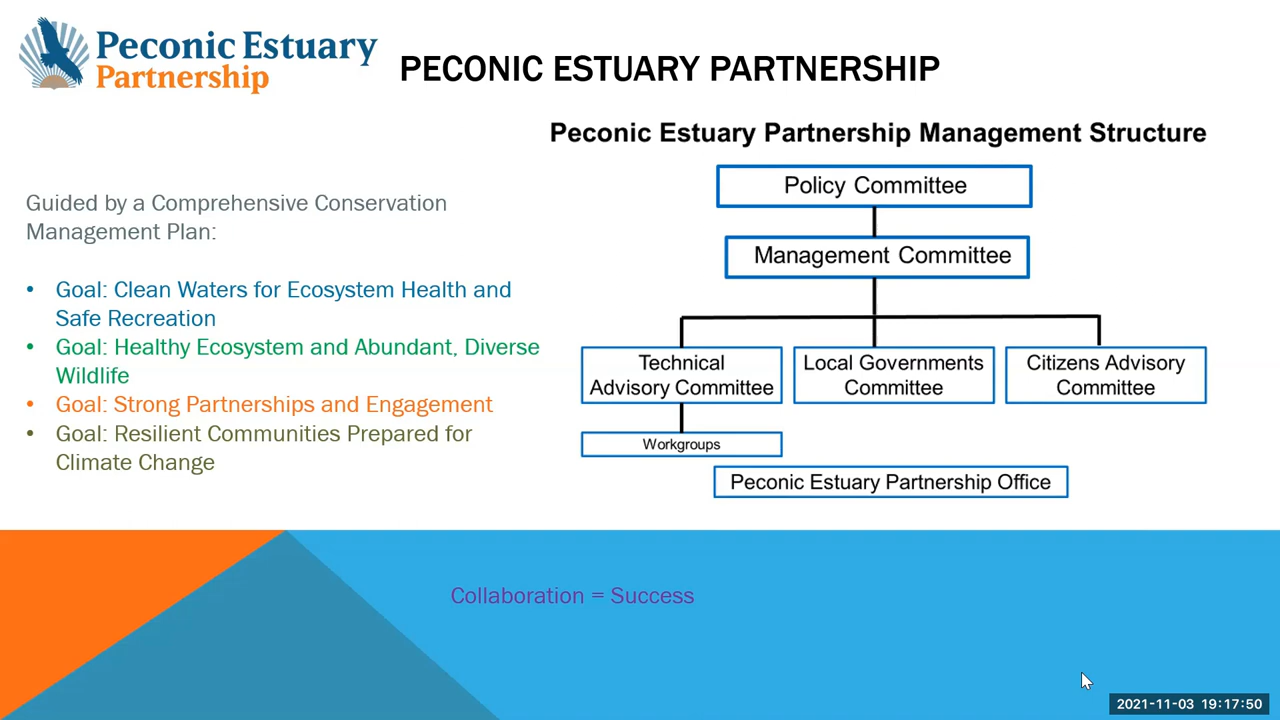 Peconic Estuary
Partnership
PECONIC ESTUARY PARTNERSHIP
Peconic Estuary Partnership Management Structure
Guided by a Comprehensive Conservation
Management Plan:
• Goal: Clean Waters for Ecosystem Health and
Safe Recreation
• Goal: Healthy Ecosystem and Abundant, Diverse
Wildlife
• Goal: Strong Partnerships and Engagement
• Goal: Resilient Communities Prepared for
Climate Change
Policy Committee
Management Committee
Technical
Advisory Committee
Local Governments
Committee
Citizens Advisory
Committee
Workgroups
Peconic Estuary Partnership Office
Collaboration = Success
2021-11-03 19:17:50